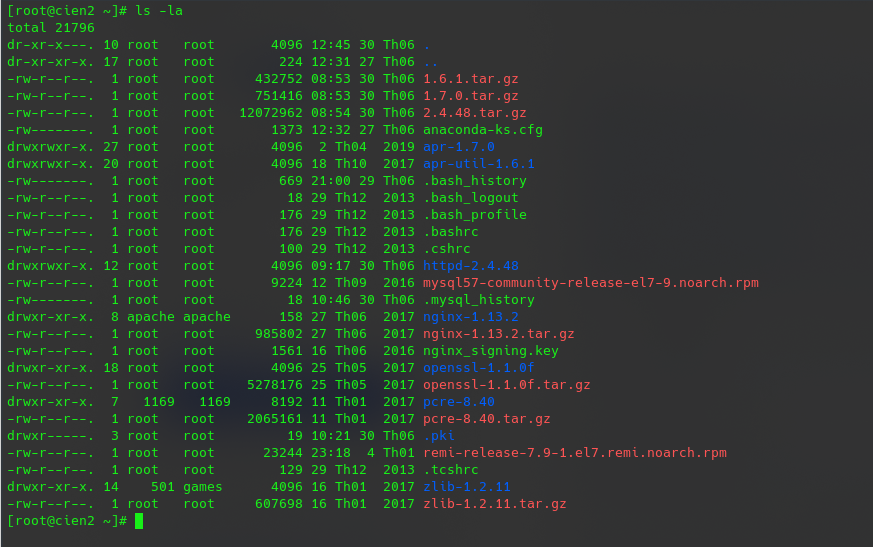 [root@cien2 ~]# ls -la
total 21796
dr-xr-x---. 10 root   root       4096 12:45 30 Th06 .
dr-xr-xr-x. 17 root   root        224 12:31 27 Th06 ..
-rw-r--r--.  1 root   root     432752 08:53 30 Th06 1.6.1.tar.gz
-rw-r--r--.  1 root   root     751416 08:53 30 Th06 1.7.0.tar.gz
-rw-r--r--.  1 root   root   12072962 08:54 30 Th06 2.4.48.tar.gz
-rw-------.  1 root   root       1373 12:32 27 Th06 anaconda-ks.cfg
drwxrwxr-x. 27 root   root       4096  2 Th04  2019 apr-1.7.0
drwxrwxr-x. 20 root   root       4096 18 Th10  2017 apr-util-1.6.1
-rw-------.  1 root   root        669 21:00 29 Th06 .bash_history
-rw-r--r--.  1 root   root         18 29 Th12  2013 .bash_logout
-rw-r--r--.  1 root   root        176 29 Th12  2013 .bash_profile
-rw-r--r--.  1 root   root        176 29 Th12  2013 .bashrc
-rw-r--r--.  1 root   root        100 29 Th12  2013 .cshrc
drwxrwxr-x. 12 root   root       4096 09:17 30 Th06 httpd-2.4.48
-rw-r--r--.  1 root   root       9224 12 Th09  2016 mysql57-community-release-el7-9.noarch.rpm
-rw-------.  1 root   root         18 10:46 30 Th06 .mysql_history
drwxr-xr-x.  8 apache apache      158 27 Th06  2017 nginx-1.13.2
-rw-r--r--.  1 root   root     985802 27 Th06  2017 nginx-1.13.2.tar.gz
-rw-r--r--.  1 root   root       1561 16 Th06  2016 nginx_signing.key
drwxr-xr-x. 18 root   root       4096 25 Th05  2017 openssl-1.1.0f
-rw-r--r--.  1 root   root    5278176 25 Th05  2017 openssl-1.1.0f.tar.gz
drwxr-xr-x.  7   1169   1169     8192 11 Th01  2017 pcre-8.40
-rw-r--r--.  1 root   root    2065161 11 Th01  2017 pcre-8.40.tar.gz
drwxr-----.  3 root   root         19 10:21 30 Th06 .pki
-rw-r--r--.  1 root   root      23244 23:18  4 Th01 remi-release-7.9-1.el7.remi.noarch.rpm
-rw-r--r--.  1 root   root        129 29 Th12  2013 .tcshrc
drwxr-xr-x. 14    501 games      4096 16 Th01  2017 zlib-1.2.11
-rw-r--r--.  1 root   root     607698 16 Th01  2017 zlib-1.2.11.tar.gz
[root@cien2 ~]#